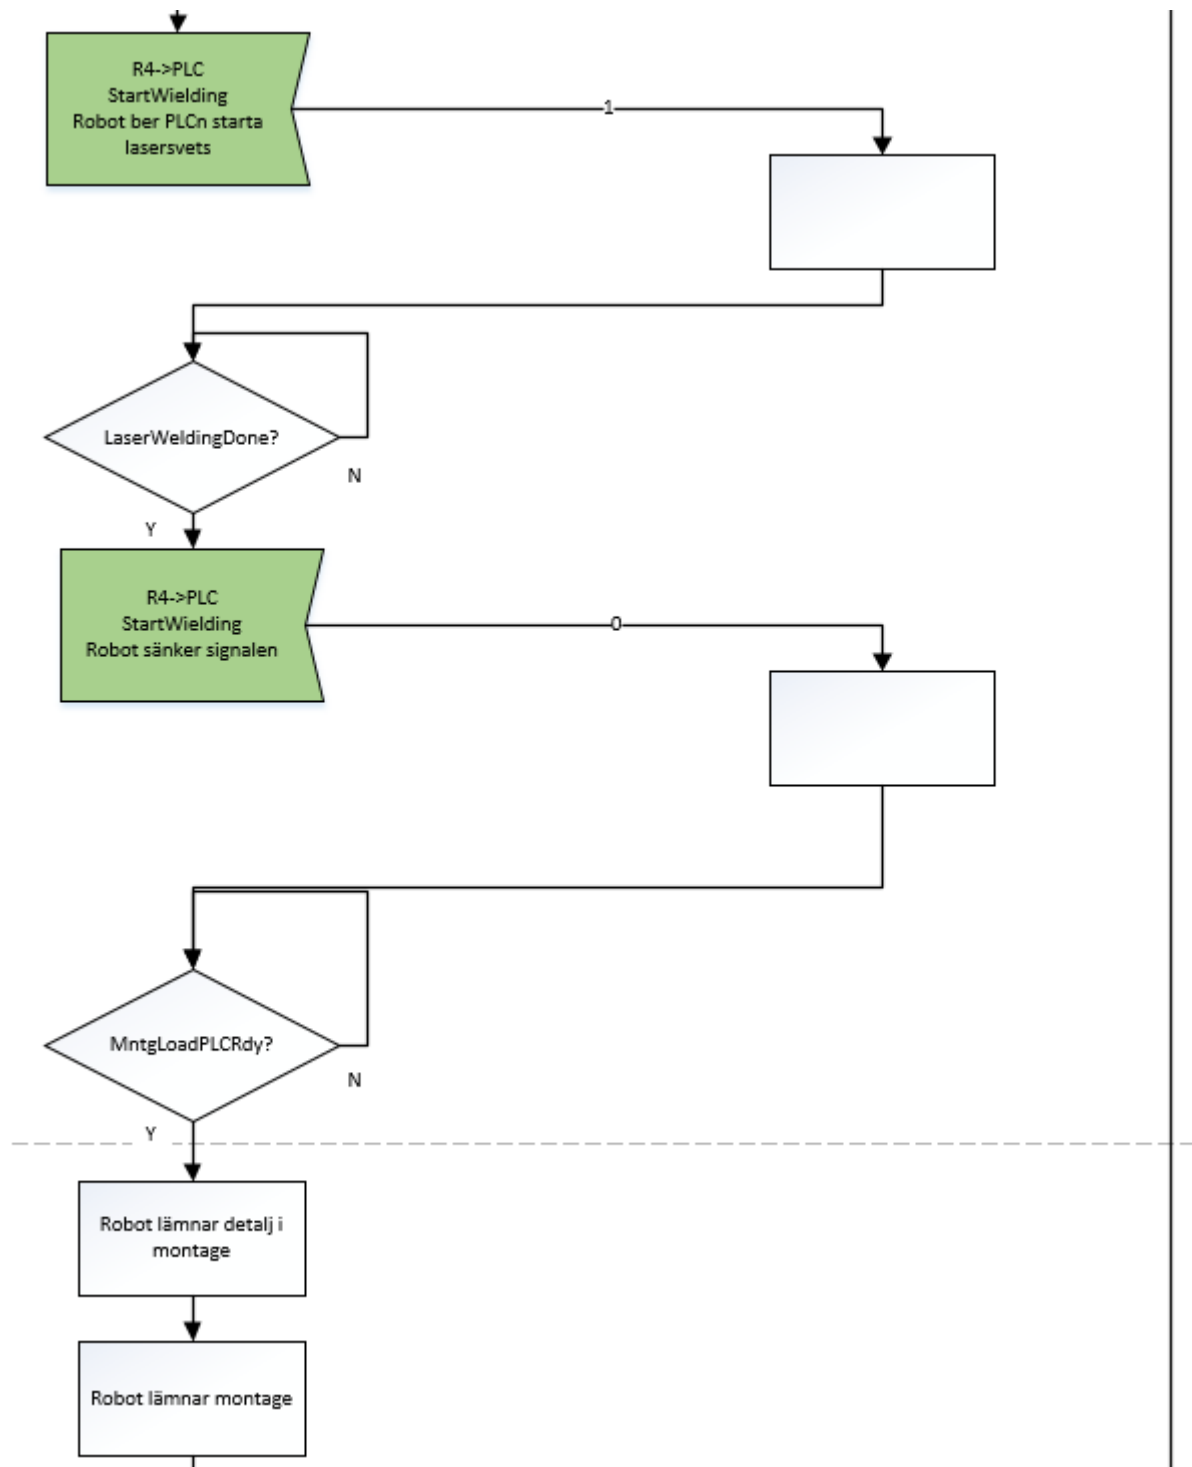 R4->PLC
StartWielding
Robot ber PLCn starta
lasersvets
1
LaserWeldingDone?
N
Y
R4->PLC
StartWielding
Robot sänker signalen
0
MntgLoadPLCRdy?
N
Y
Robot lämnar detalj i
montage
Robot lämnar montage